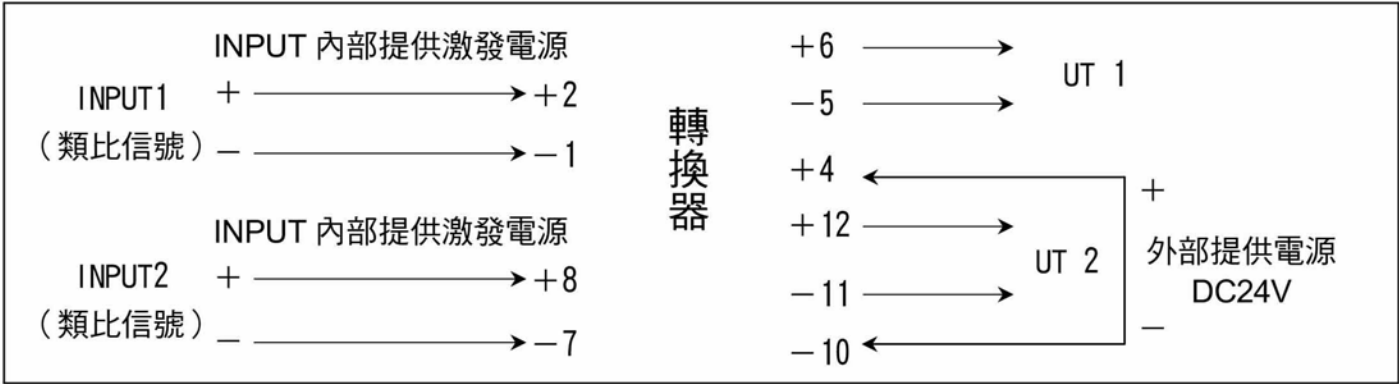 INPUT 內部提供激發電源
INPUT1
（類比信號）
＋
＋2
－
－1
INPUT 內部提供激發電源
INPUT2
（類比信號）
＋
＋8
－
－7
轉換器
＋6
－5
UT 1
＋4
＋12
－11
UT 2
－10
＋
外部提供電源
DC24V
－